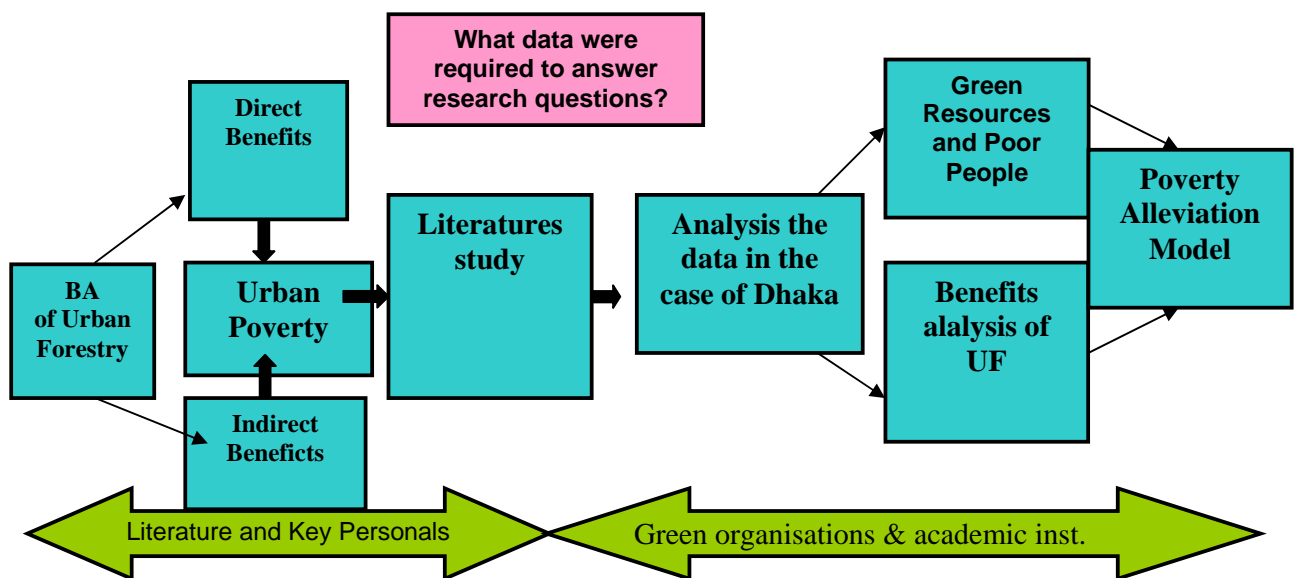 What data were
required to answer
research questions?
Direct
Benefits
BA
of Urban
Forestry
Urban
Poverty
Indirect
Beneficts
Literatures
study
Analysis the
data in the
case of Dhaka
Green
Resources
and Poor
People
Benefits
alalysis of
UF
Poverty
Alleviation
Model
Literature and Key Personals
Green organisations & academic inst.